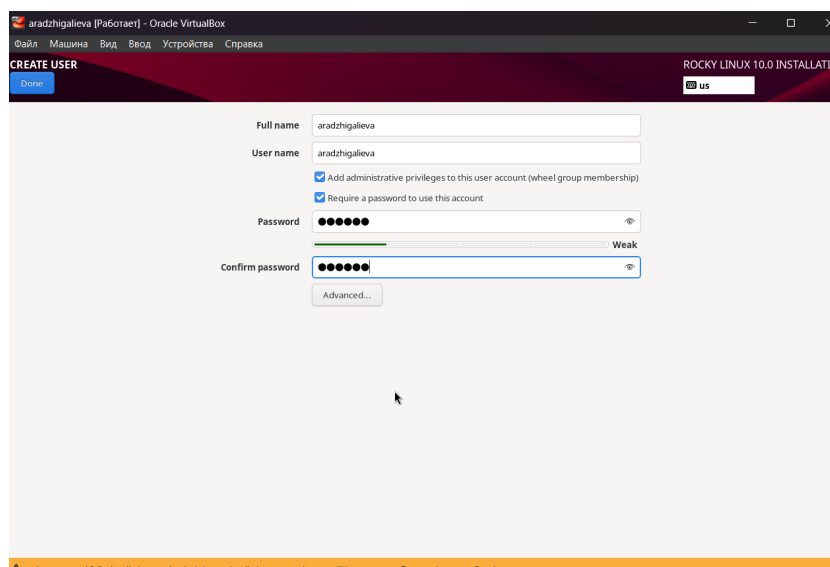 aradzhigalieva [Работает] - Oracle VirtualBox
Файл Машина Вид Ввод Устройства Справка
CREATE USER
ROCKY LINUX 10.0 INSTALLATI
Done
us
Full name
aradzhigalieva
User name
aradzhigalieva
Add administrative privileges to this user account (wheel group membership)
Require a password to use this account
Password
●●●●●●
Weak
Confirm password
●●●●●●
Advanced...